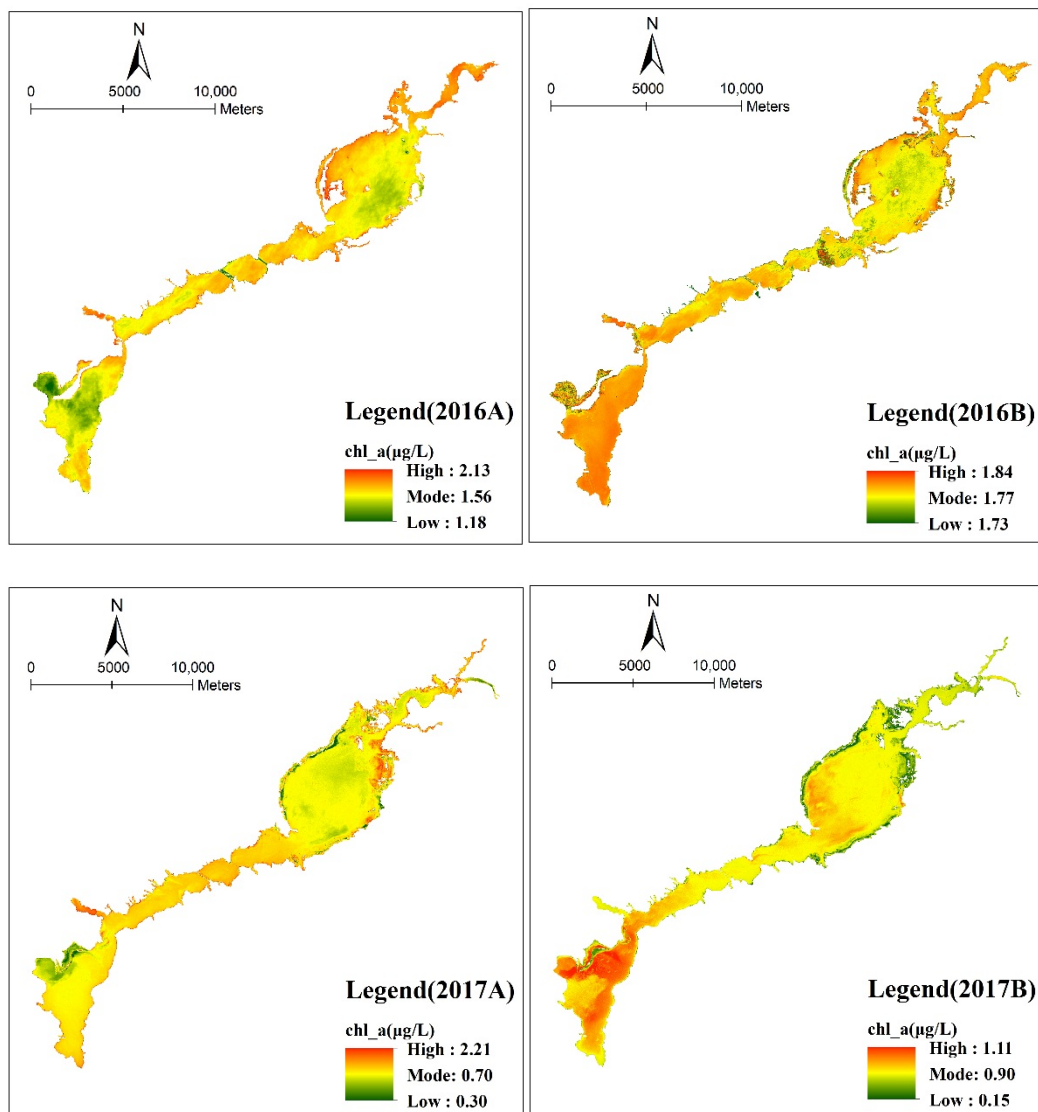 N
0 5000 10,000
Meters
Legend(2016A)
chl_a(µg/L)
High : 2.13
Mode: 1.56
Low : 1.18
N
0 5000 10,000
Meters
Legend(2016B)
chl_a(µg/L)
High : 1.84
Mode: 1.77
Low : 1.73
N
0 5000 10,000
Meters
Legend(2017A)
chl_a(µg/L)
High : 2.21
Mode: 0.70
Low : 0.30
N
0 5000 10,000
Meters
Legend(2017B)
chl_a(µg/L)
High : 1.11
Mode: 0.90
Low : 0.15